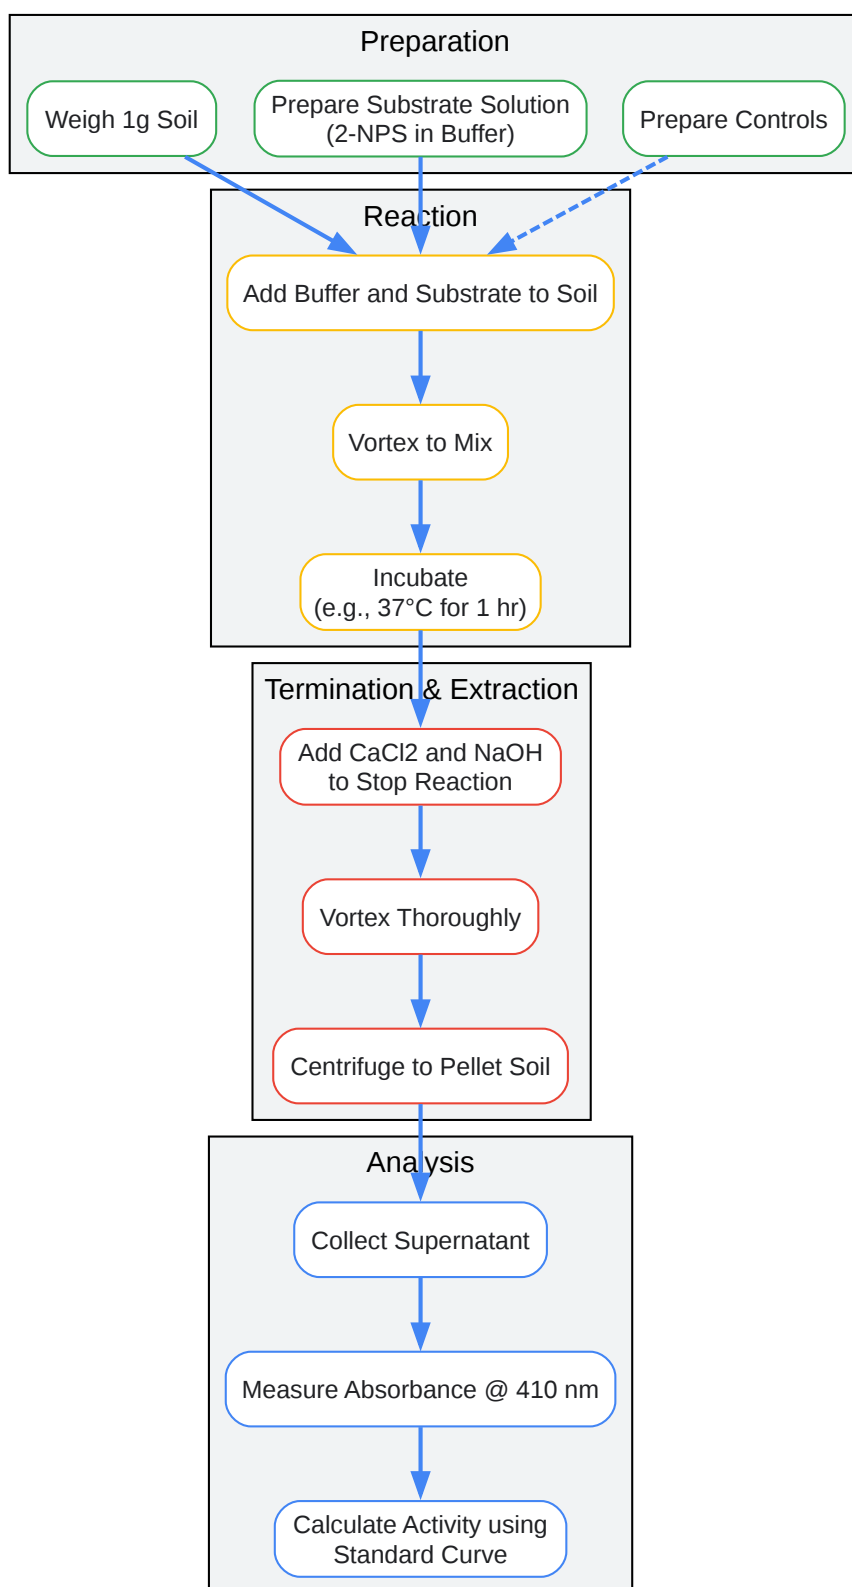 Preparation
Weigh 1g Soil
Prepare Substrate Solution
(2-NPS in Buffer)
Prepare Controls
Reaction
Add Buffer and Substrate to Soil
Vortex to Mix
Incubate
(e.g., 37°C for 1 hr)
Termination & Extraction
Add CaCl2 and NaOH
to Stop Reaction
Vortex Thoroughly
Centrifuge to Pellet Soil
Analysis
Collect Supernatant
Measure Absorbance @ 410 nm
Calculate Activity using
Standard Curve